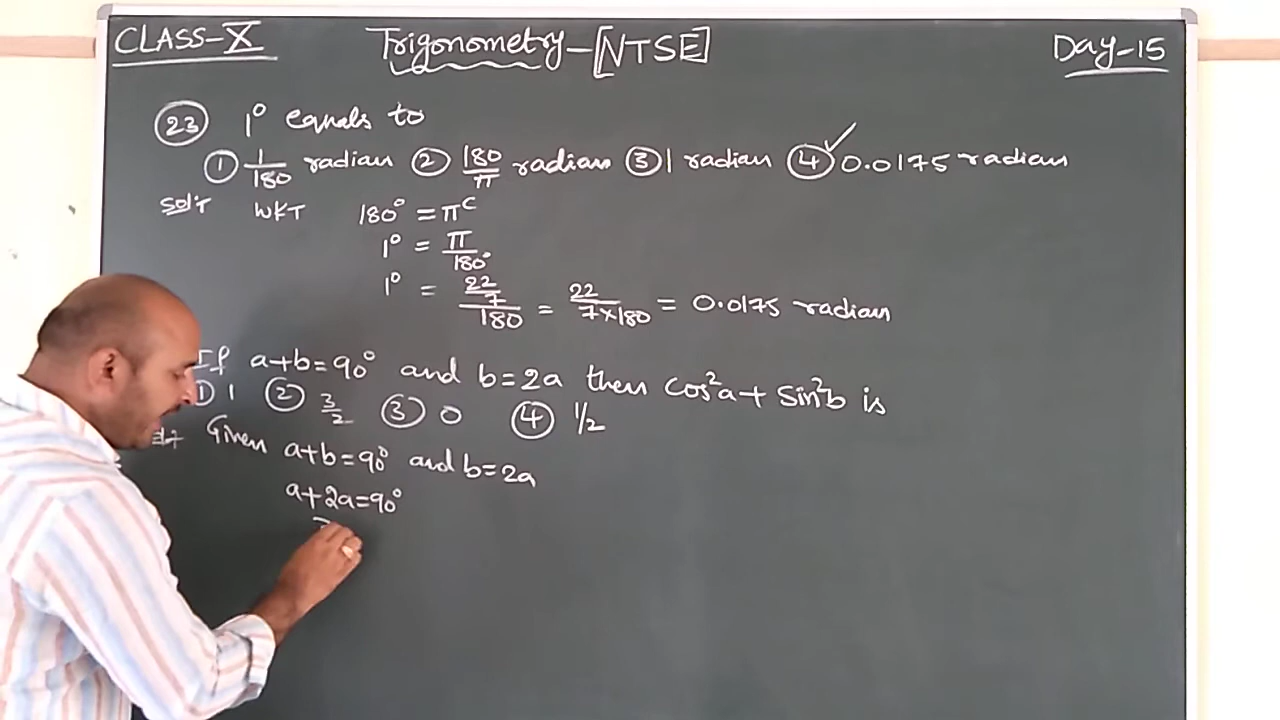 CLASS-X Trigonometry-[NTSE] Day-15
23 1° equals to
1 1/180 radian 2 180/π radian 3 1 radian 4 ✓ 0.0175 radian
Sol: WKT 180° = π^c
1° = π/180°
1° = 22/7/180 = 22/7×180 = 0.0175 radian
If a+b=90° and b=2a then Cos²a + Sin²b is
1 1 2 3/2 3 0 4 1/2
Given a+b=90° and b=2a
a+2a=90°